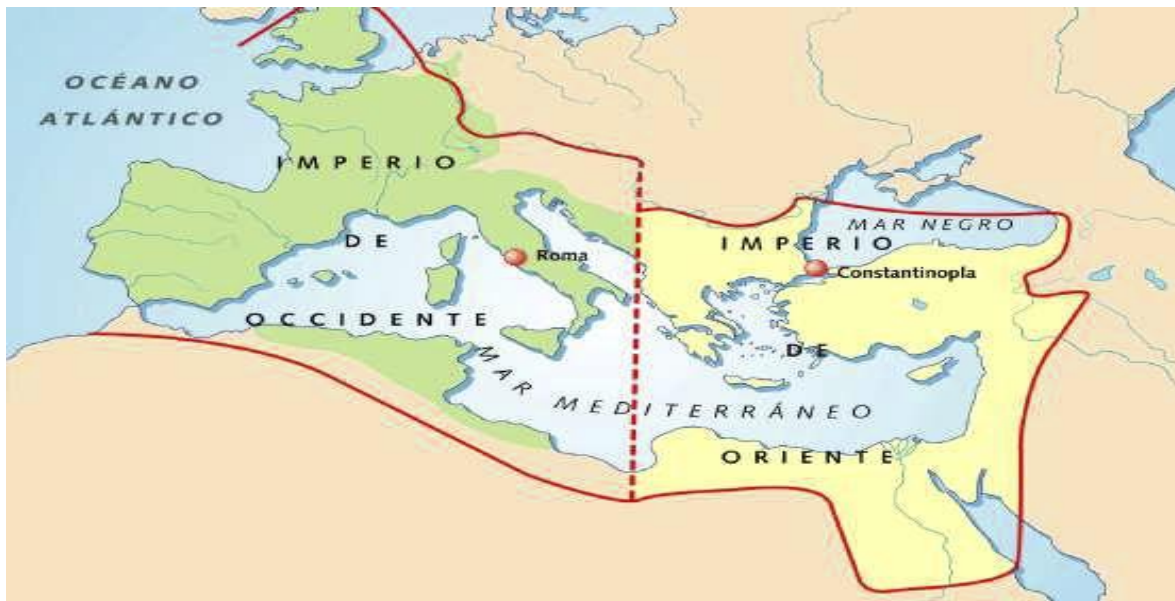 OCÉANO
ATLÁNTICO
IMPERIO
DE
OCCIDENTE
Roma
MAR MEDITERRÁNEO
IMPERIO
DE
ORIENTE
MAR NEGRO
Constantinopla